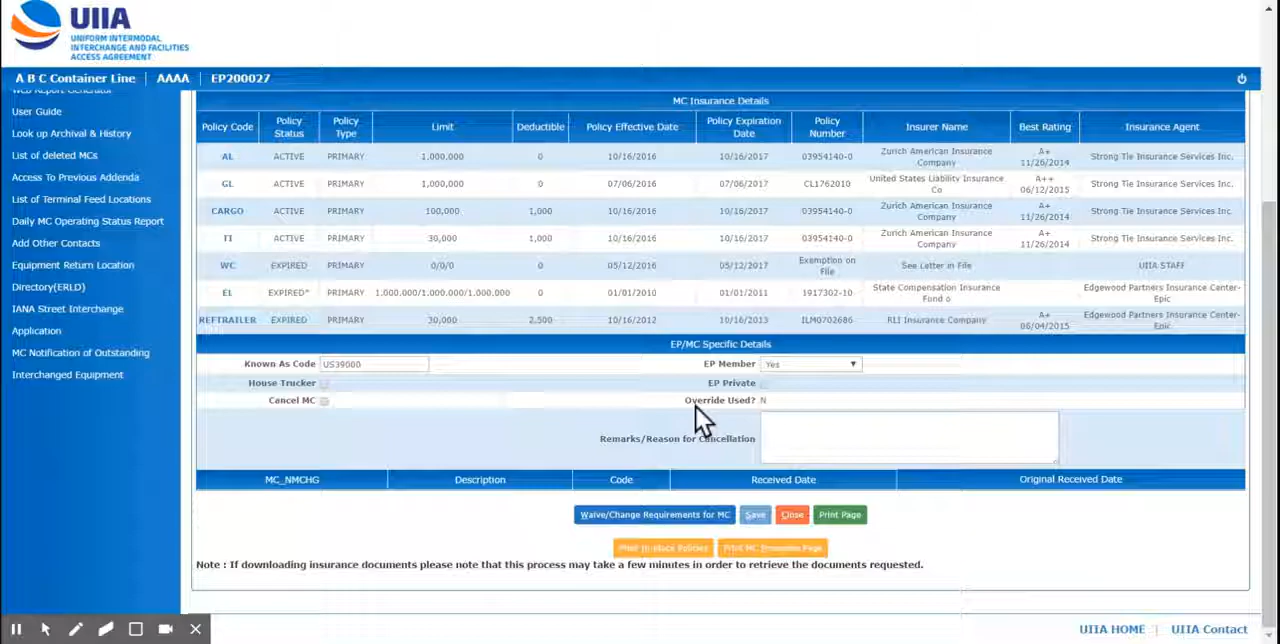 UIIA
UNIFORM INTERMODAL
INTERCHANGE AND FACILITIES
ACCESS AGREEMENT
A B C Container Line | AAAA | EP200027
Web Report Generator
User Guide
Look up Archival & History
List of deleted MCs
Access To Previous Addenda
List of Terminal Feed Locations
Daily MC Operating Status Report
Add Other Contacts
Equipment Return Location
Directory(ERLD)
IANA Street Interchange
Application
MC Notification of Outstanding
Interchanged Equipment
MC Insurance Details
Policy Code Policy Status Policy Type Limit Deductible Policy Effective Date Policy Expiration Date Policy Number Insurer Name Best Rating Insurance Agent
AL ACTIVE PRIMARY 1,000,000 0 10/16/2016 10/16/2017 03954140-0 Zurich American Insurance Company A+ 11/26/2014 Strong Tie Insurance Services Inc.
GL ACTIVE PRIMARY 1,000,000 0 07/06/2016 07/06/2017 CL1762010 United States Liability Insurance Co A++ 06/12/2015 Strong Tie Insurance Services Inc.
CARGO ACTIVE PRIMARY 100,000 1,000 10/16/2016 10/16/2017 03954140-0 Zurich American Insurance Company A+ 11/26/2014 Strong Tie Insurance Services Inc.
TI ACTIVE PRIMARY 30,000 1,000 10/16/2016 10/16/2017 03954140-0 Zurich American Insurance Company A+ 11/26/2014 Strong Tie Insurance Services Inc.
WC EXPIRED PRIMARY 0/0/0 0 05/12/2016 05/12/2017 Exemption on File See Letter in File UIIA STAFF
EL EXPIRED* PRIMARY 1.000.000/1.000.000/1.000.000 0 01/01/2010 01/01/2011 1917302-10 State Compensation Insurance Fund o Edgewood Partners Insurance Center-Epic
REFTRAILER EXPIRED PRIMARY 30,000 2,500 10/16/2012 10/16/2013 ILM0702686 RLI Insurance Company A+ 08/04/2015 Edgewood Partners Insurance Center-Epic
EP/MC Specific Details
Known As Code US39000 EP Member Yes
House Trucker EP Private
Cancel MC Override Used? N
Remarks/Reason for Cancellation
MC_NMCHG Description Code Received Date Original Received Date
Waive/Change Requirements for MC Save Close Print Page
Print In-place Policies Print MC Insurance Page
Note : If downloading insurance documents please note that this process may take a few minutes in order to retrieve the documents requested.
UIIA HOME | UIIA Contact